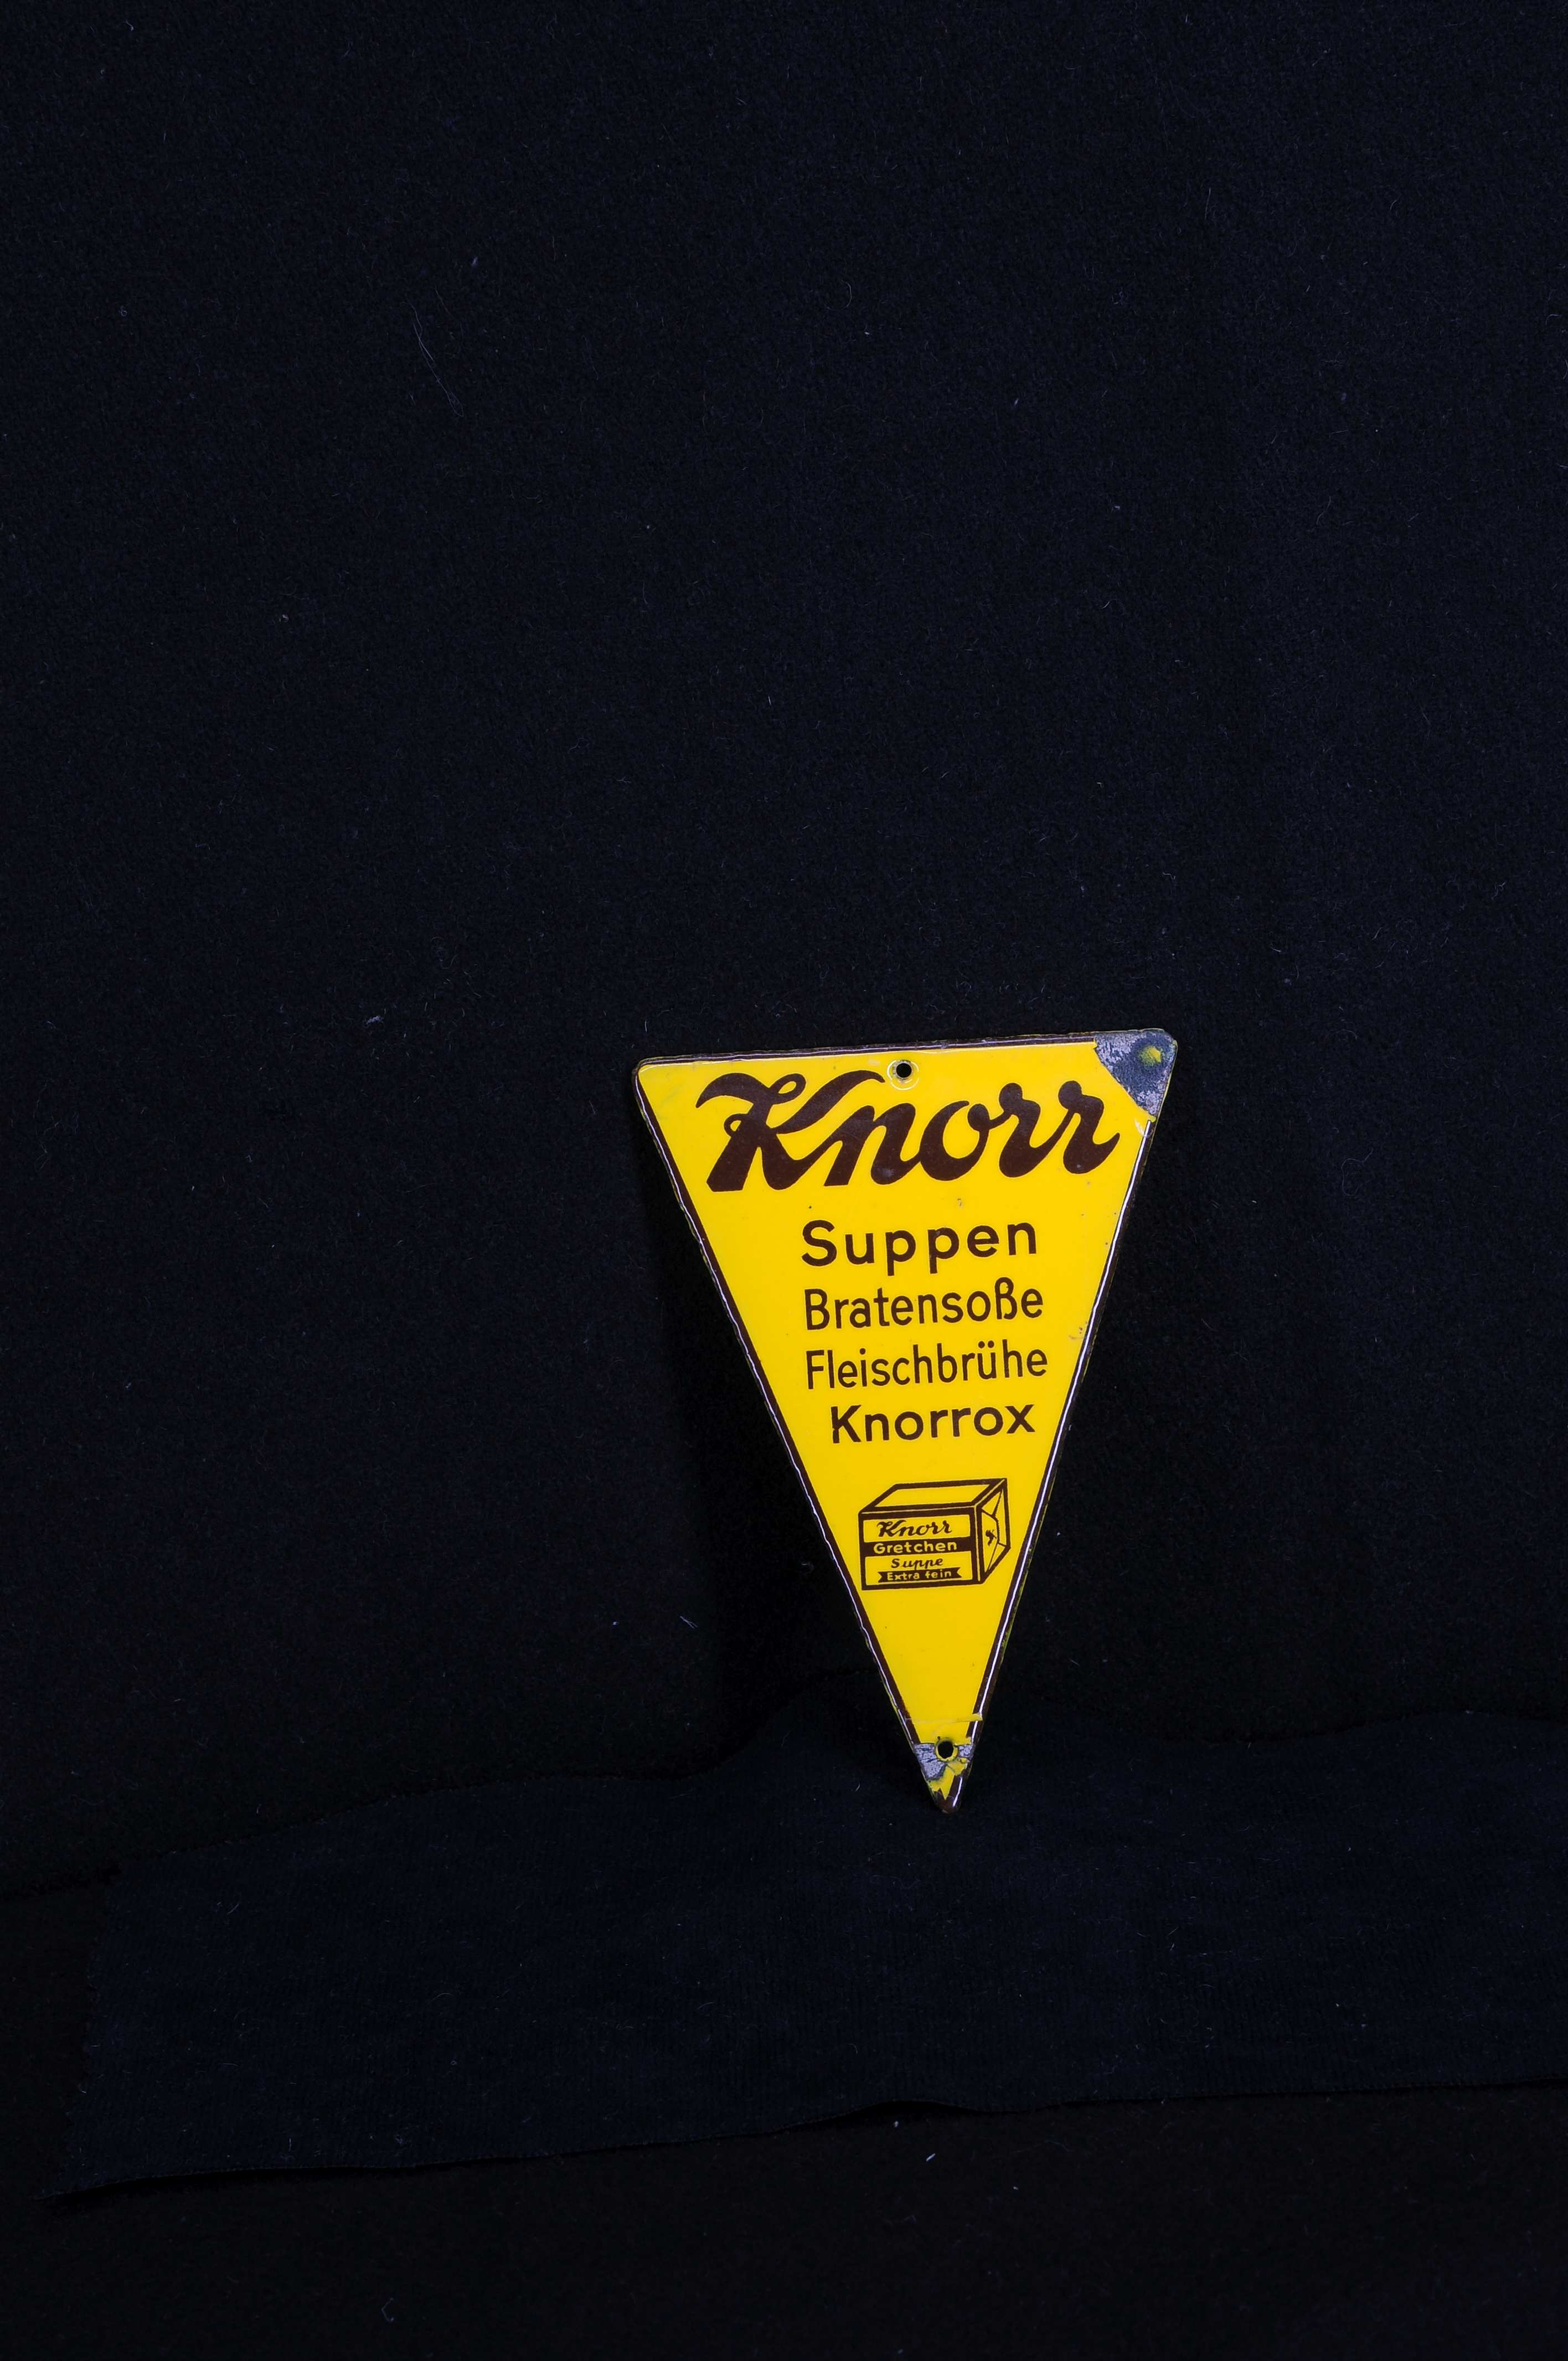 Knorr
Suppen
Bratensoße
Fleischbrühe
Knorrox
Knorr
Gretchen
Suppe
Extra fein